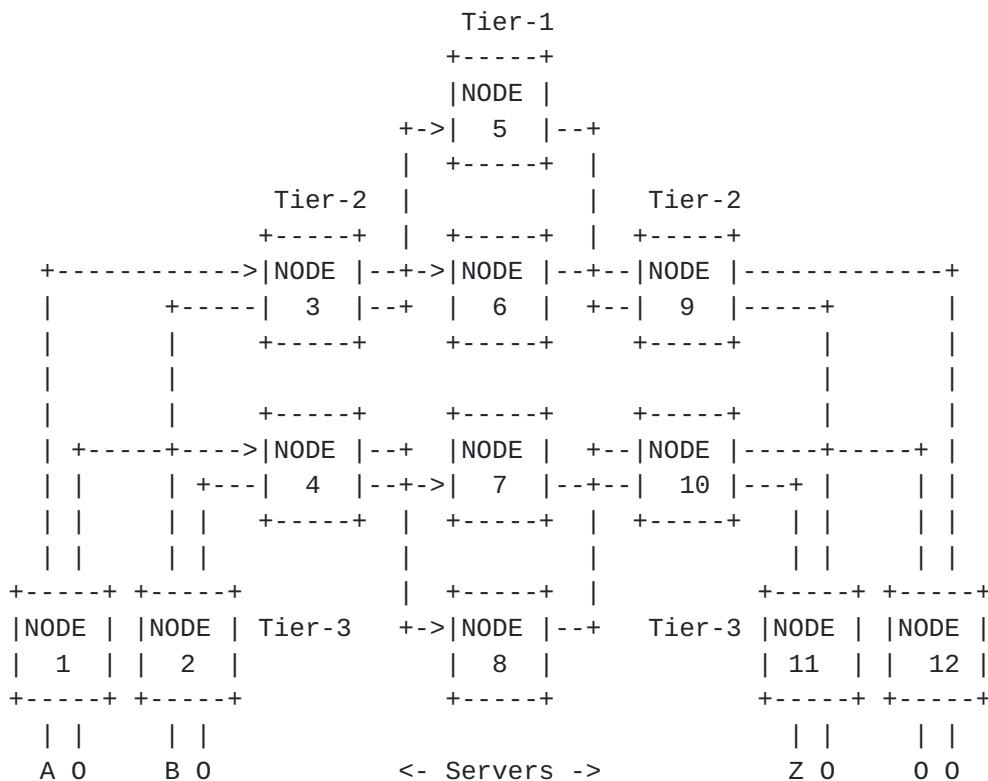 Tier-1
NODE
5
Tier-2 Tier-2
NODE NODE NODE
3 6 9
NODE NODE NODE
4 7 10
NODE NODE Tier-3 NODE Tier-3 NODE NODE
1 2 8 11 12
A O B O <- Servers -> Z O O O